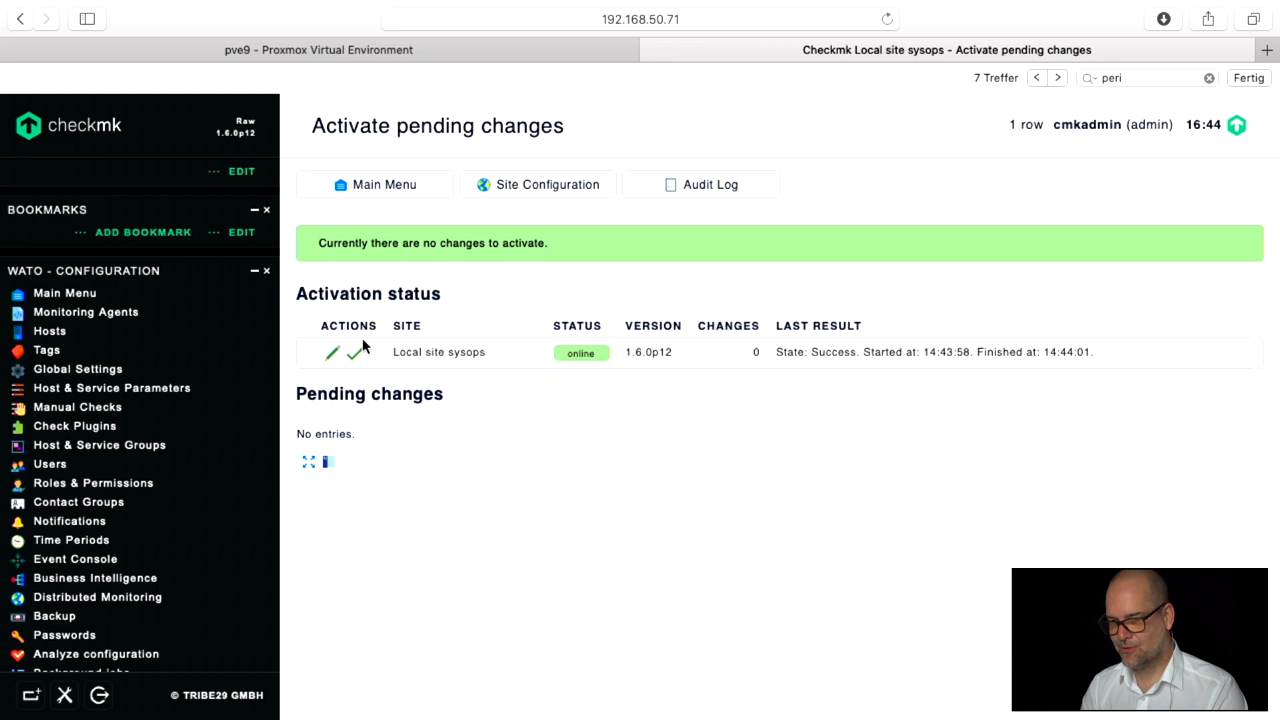 192.168.50.71
pve9 - Proxmox Virtual Environment
Checkmk Local site sysops - Activate pending changes
7 Treffer
peri
Fertig
checkmk
Raw
1.6.0p12
··· EDIT
BOOKMARKS
··· ADD BOOKMARK ··· EDIT
WATO - CONFIGURATION
Main Menu
Monitoring Agents
Hosts
Tags
Global Settings
Host & Service Parameters
Manual Checks
Check Plugins
Host & Service Groups
Users
Roles & Permissions
Contact Groups
Notifications
Time Periods
Event Console
Business Intelligence
Distributed Monitoring
Backup
Passwords
Analyze configuration
Background jobs
© TRIBE29 GMBH
Activate pending changes
1 row cmkadmin (admin) 16:44
Main Menu Site Configuration Audit Log
Currently there are no changes to activate.
Activation status
ACTIONS SITE STATUS VERSION CHANGES LAST RESULT
Local site sysops online 1.6.0p12 0 State: Success. Started at: 14:43:58. Finished at: 14:44:01.
Pending changes
No entries.